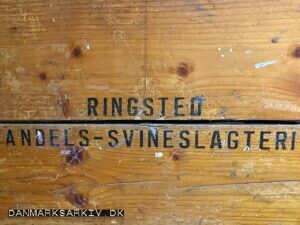 RINGSTED
ANDELS-SVINESLAGTERI
DANMARKSARKIV.DK